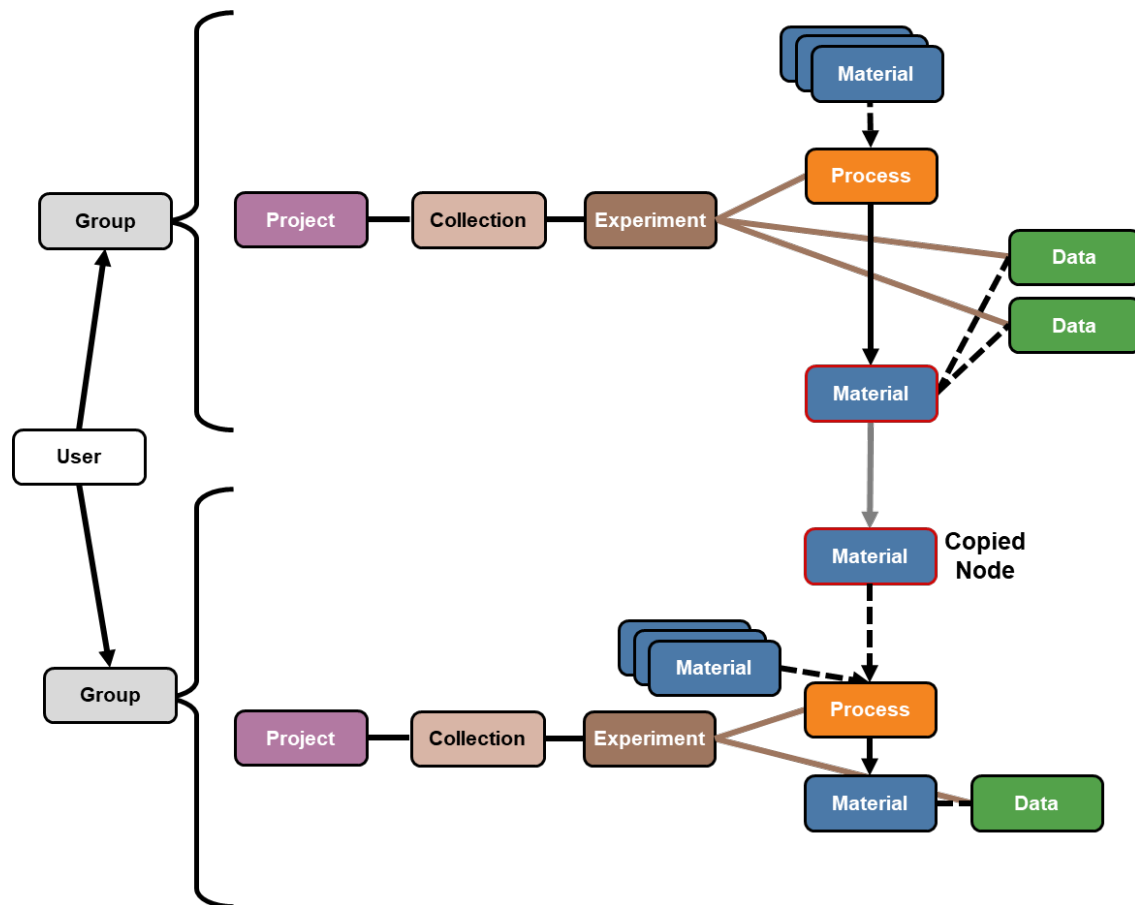 Material
Process
Group
Project
Collection
Experiment
Data
Data
Material
User
Material
Copied
Node
Material
Group
Process
Project
Collection
Experiment
Material
Data